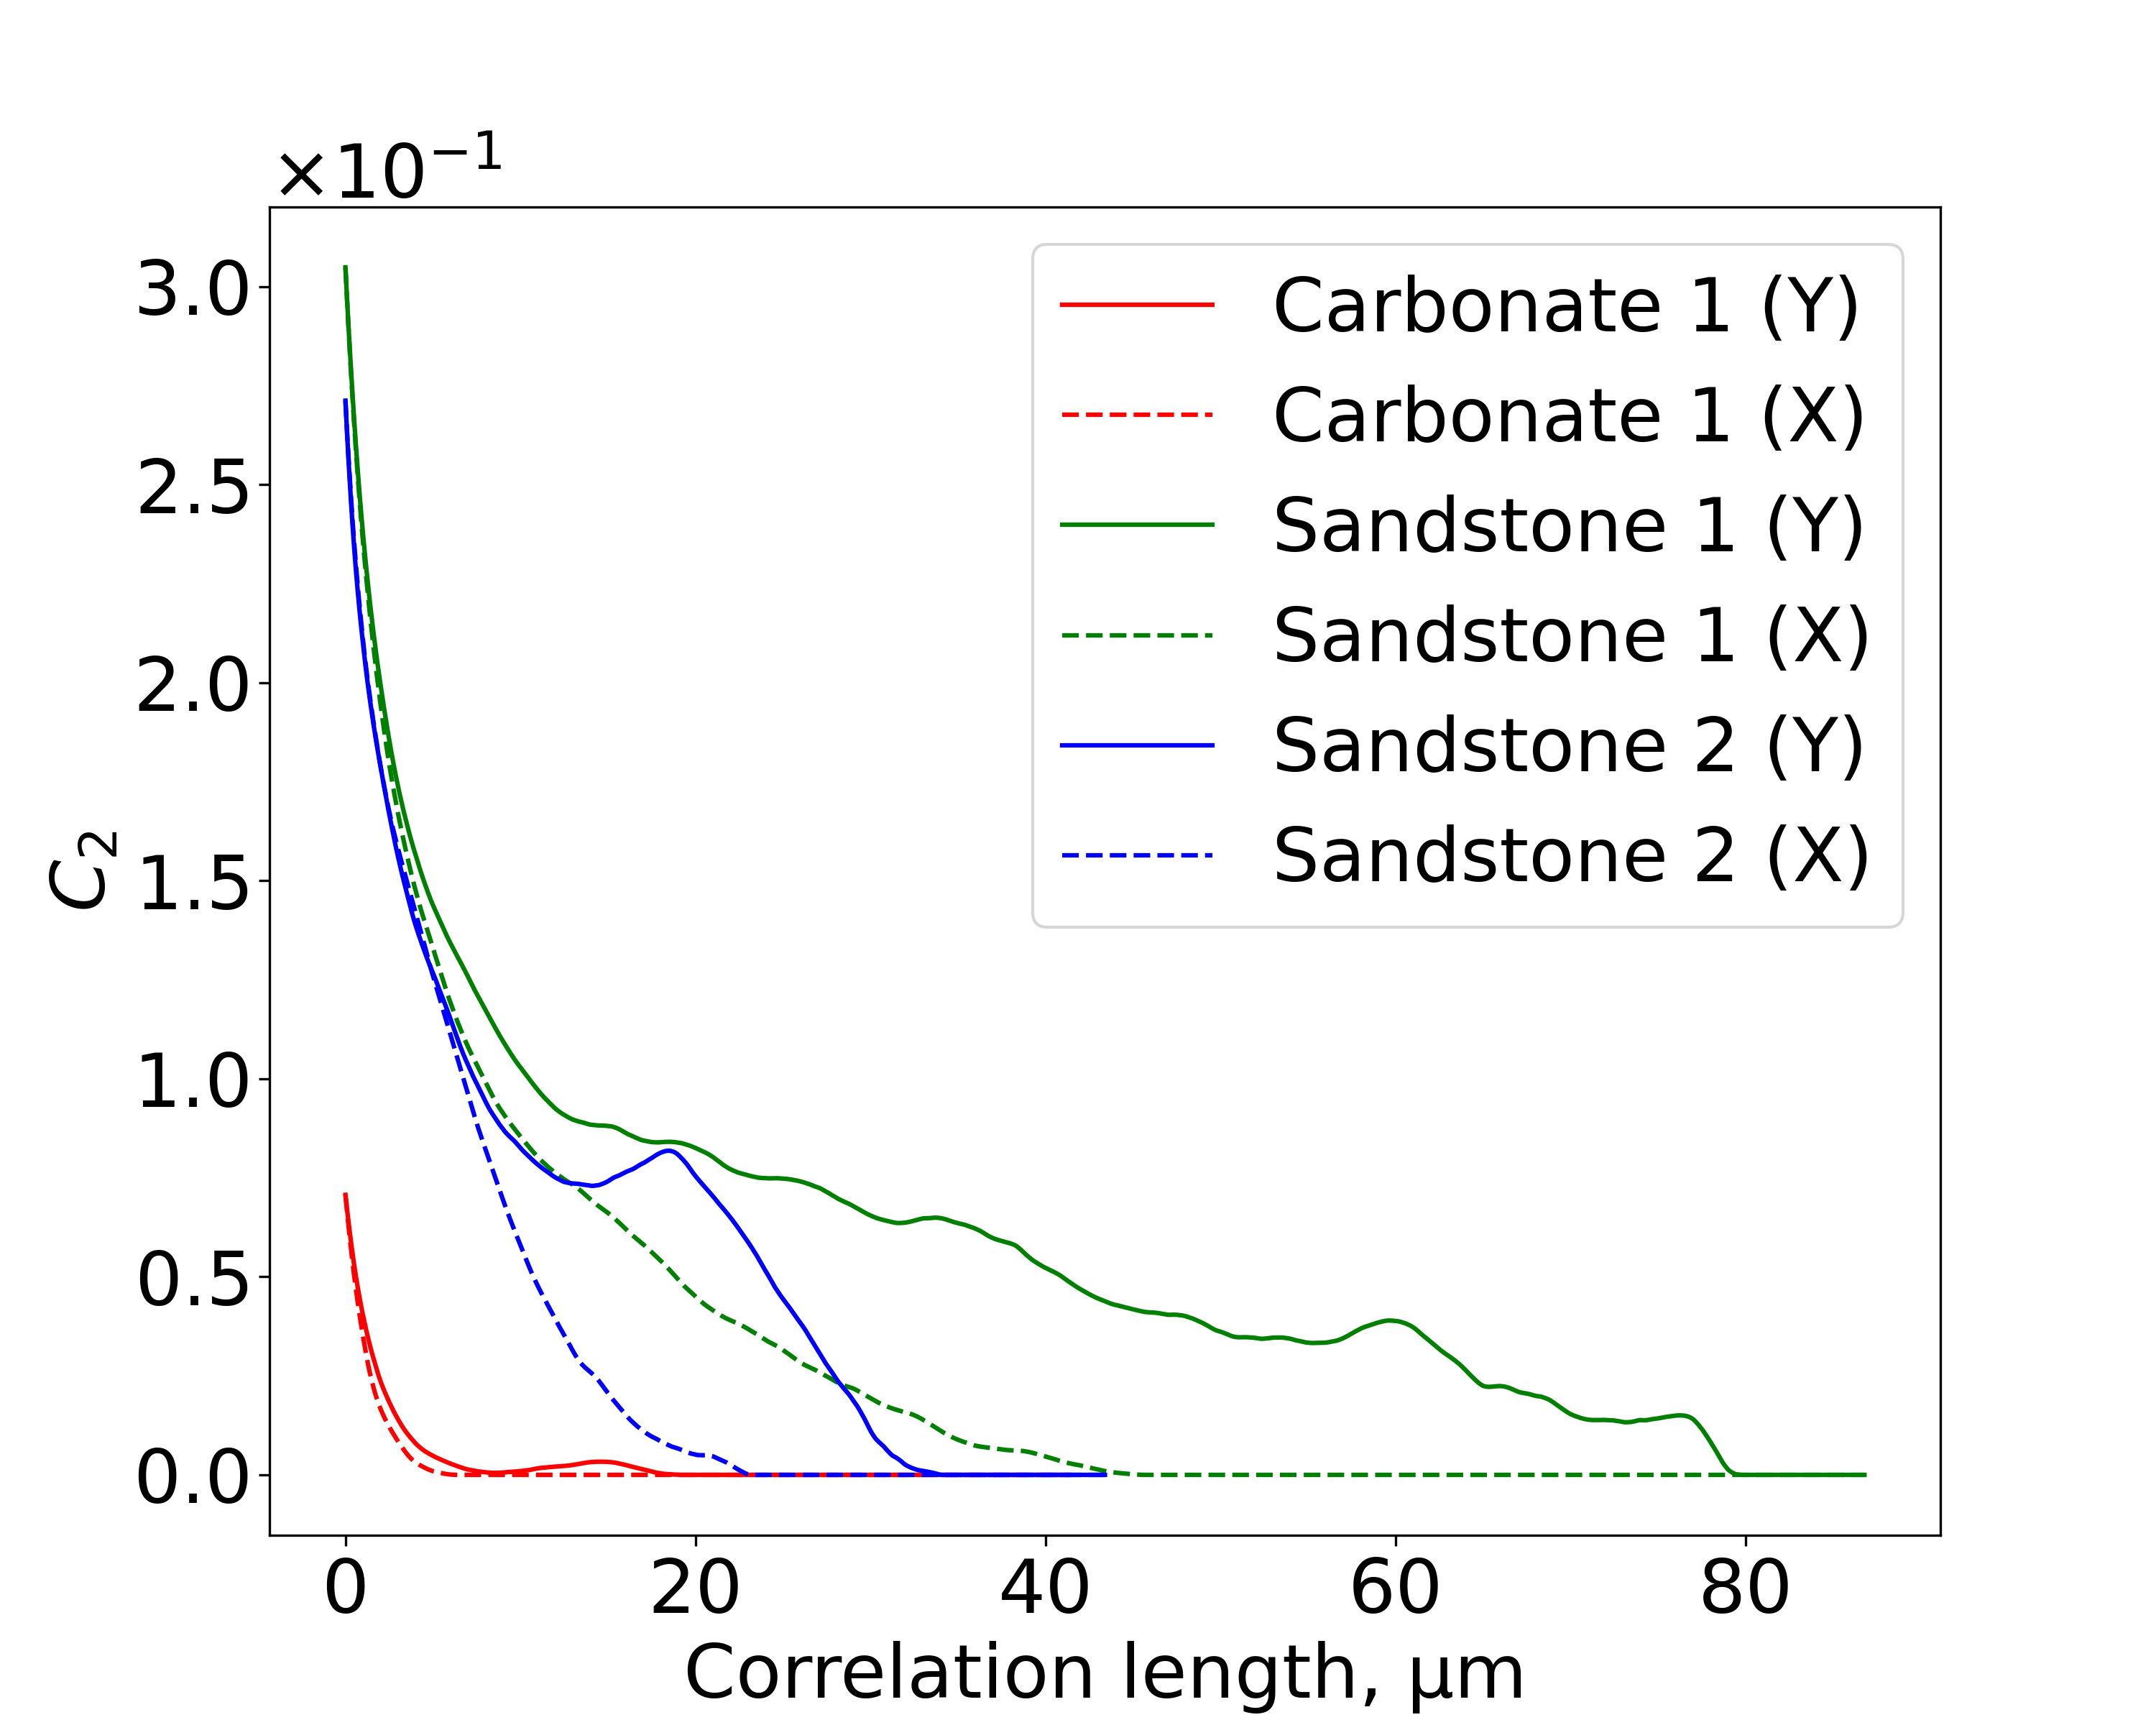 ×10⁻¹
3.0
2.5
2.0
1.5
1.0
0.5
0.0
C₂
0 20 40 60 80
Correlation length, µm
Carbonate 1 (Y)
Carbonate 1 (X)
Sandstone 1 (Y)
Sandstone 1 (X)
Sandstone 2 (Y)
Sandstone 2 (X)